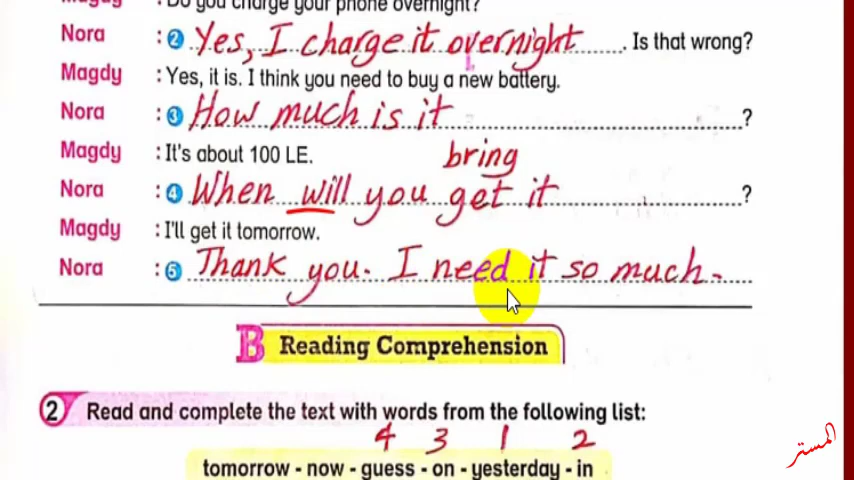 Magdy : Do you charge your phone overnight?
Nora : 2 Yes, I charge it overnight. Is that wrong?
Magdy : Yes, it is. I think you need to buy a new battery.
Nora : 3 How much is it ?
Magdy : It's about 100 LE.
bring
Nora : 4 When will you get it ?
Magdy : I'll get it tomorrow.
Nora : 5 Thank you. I need it so much.
B Reading Comprehension
2 Read and complete the text with words from the following list:
4 3 1 2
tomorrow - now - guess - on - yesterday - in
المستر